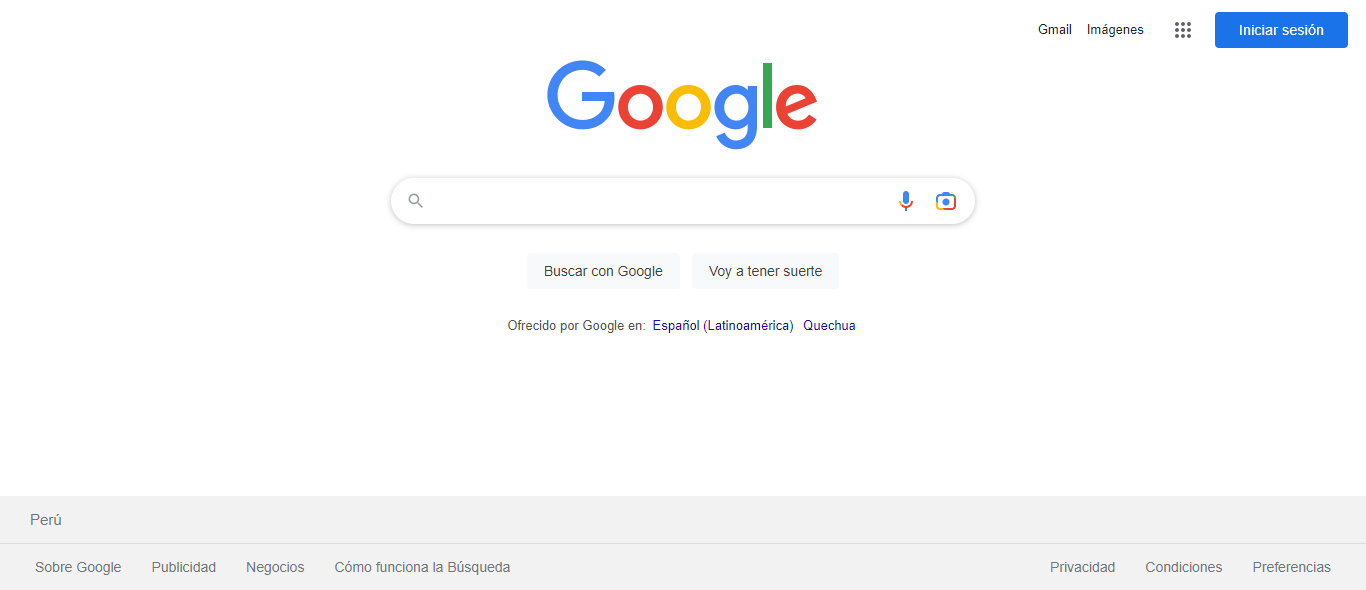 Gmail Imágenes Iniciar sesión
Google
Buscar con Google Voy a tener suerte
Ofrecido por Google en: Español (Latinoamérica) Quechua
Perú
Sobre Google Publicidad Negocios Cómo funciona la Búsqueda Privacidad Condiciones Preferencias